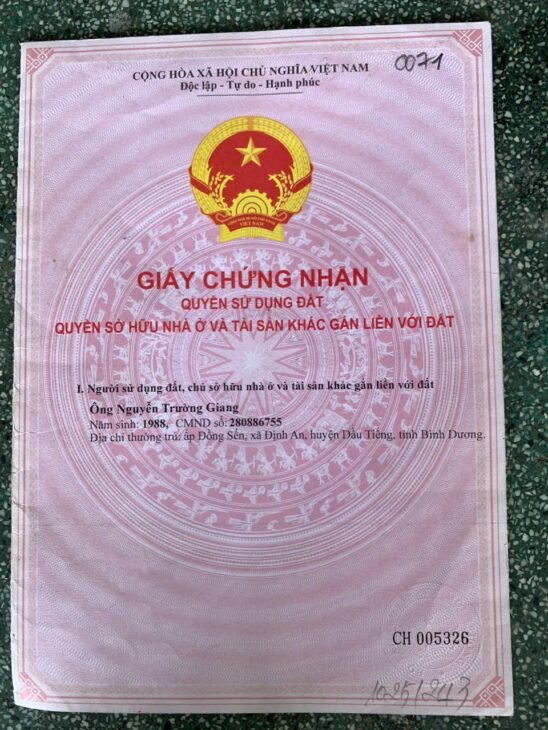 CỘNG HÒA XÃ HỘI CHỦ NGHĨA VIỆT NAM
0071
Độc lập - Tự do - Hạnh phúc
VIỆT NAM
GIẤY CHỨNG NHẬN
QUYỀN SỬ DỤNG ĐẤT
QUYỀN SỞ HỮU NHÀ Ở VÀ TÀI SẢN KHÁC GẮN LIỀN VỚI ĐẤT
I. Người sử dụng đất, chủ sở hữu nhà ở và tài sản khác gắn liền với đất
Ông Nguyễn Trường Giang
Năm sinh: 1988, CMND số: 280886755
Địa chỉ thường trú: ấp Đồng Sến, xã Định An, huyện Dầu Tiếng, tỉnh Bình Dương.
CH 005326